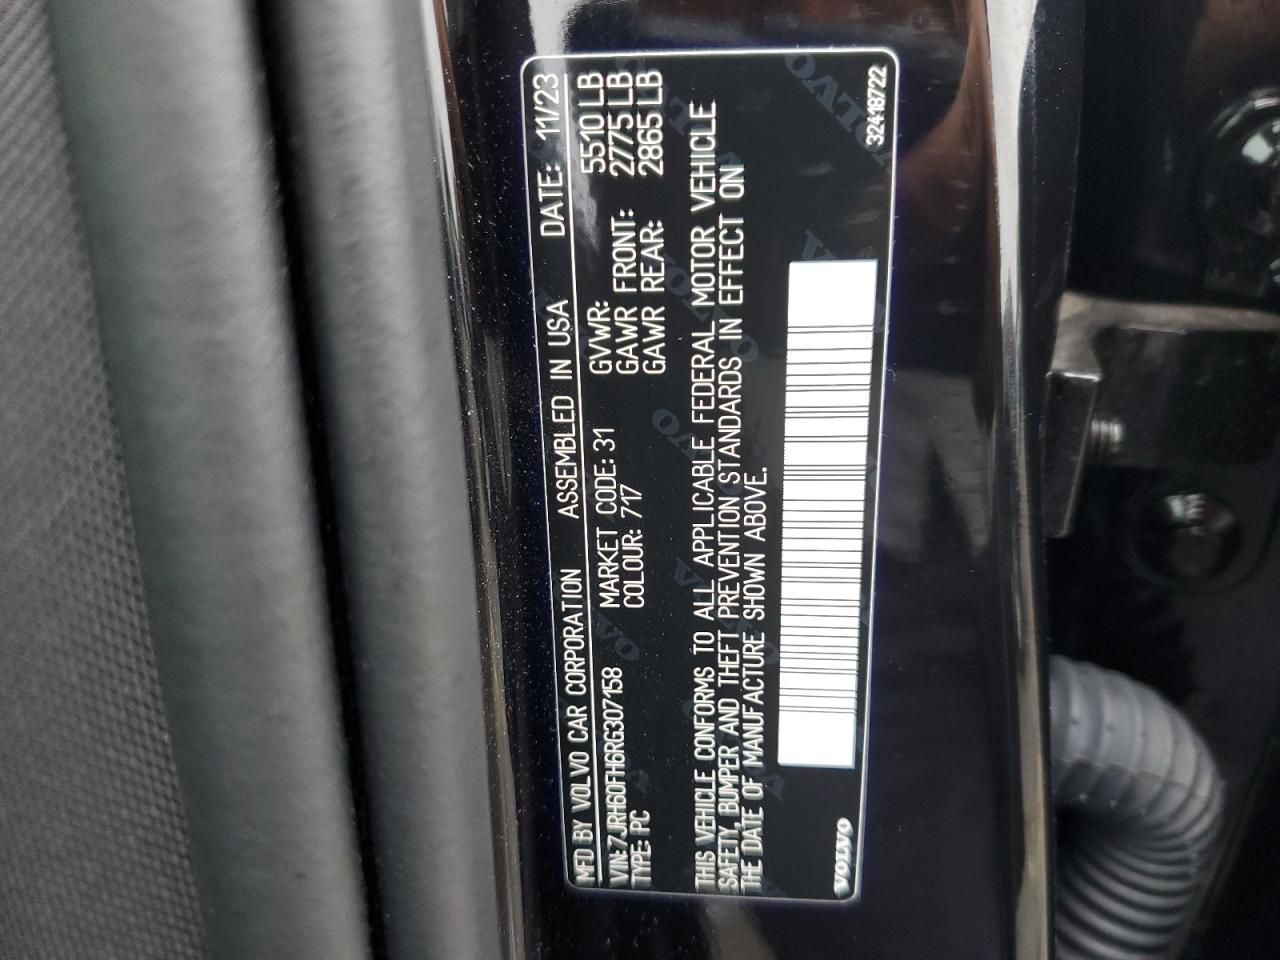 MFD BY VOLVO CAR CORPORATION ASSEMBLED IN USA DATE: 11/23
VIN: 7JRH60FH6RG307158 MARKET CODE: 31 GVWR: 5510 LB
TYPE: PC COLOUR: 717 GAWR FRONT: 2775 LB
GAWR REAR: 2865 LB
THIS VEHICLE CONFORMS TO ALL APPLICABLE FEDERAL MOTOR VEHICLE
SAFETY, BUMPER AND THEFT PREVENTION STANDARDS IN EFFECT ON
THE DATE OF MANUFACTURE SHOWN ABOVE.
VOLVO 32418722